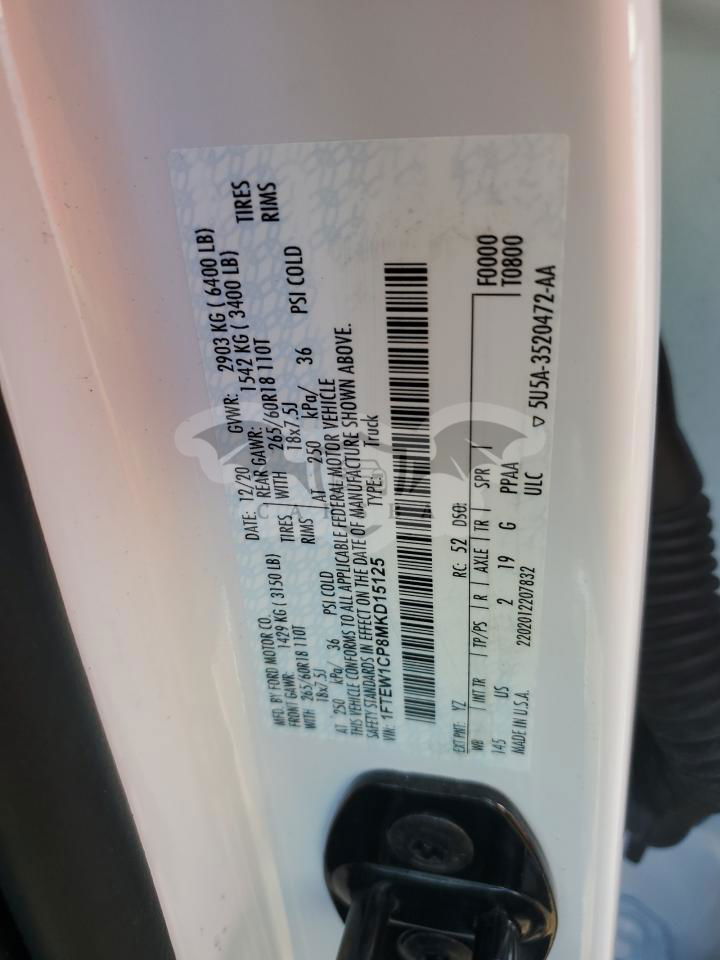 MFD. BY FORD MOTOR CO. DATE: 12/20 GVWR: 2903 KG ( 6400 LB)
FRONT GAWR: 1429 KG ( 3150 LB) REAR GAWR: 1542 KG ( 3400 LB)
WITH 265/60R18 110T TIRES WITH 265/60R18 110T TIRES
18x7.5J RIMS 18x7.5J RIMS
AT 250 kPa/ 36 PSI COLD AT 250 kPa/ 36 PSI COLD
THIS VEHICLE CONFORMS TO ALL APPLICABLE FEDERAL MOTOR VEHICLE
SAFETY STANDARDS IN EFFECT ON THE DATE OF MANUFACTURE SHOWN ABOVE.
VIN: 1FTEW1CP8MKD15125 TYPE: Truck
EXT PNT: YZ RC: 52 DSO: F0000
WB INT TR TP/PS R AXLE TR SPR T0800
145 US 2 19 G PPAA
MADE IN U.S.A. 2202012207832 ULC ▽ 5U5A-3520472-AA